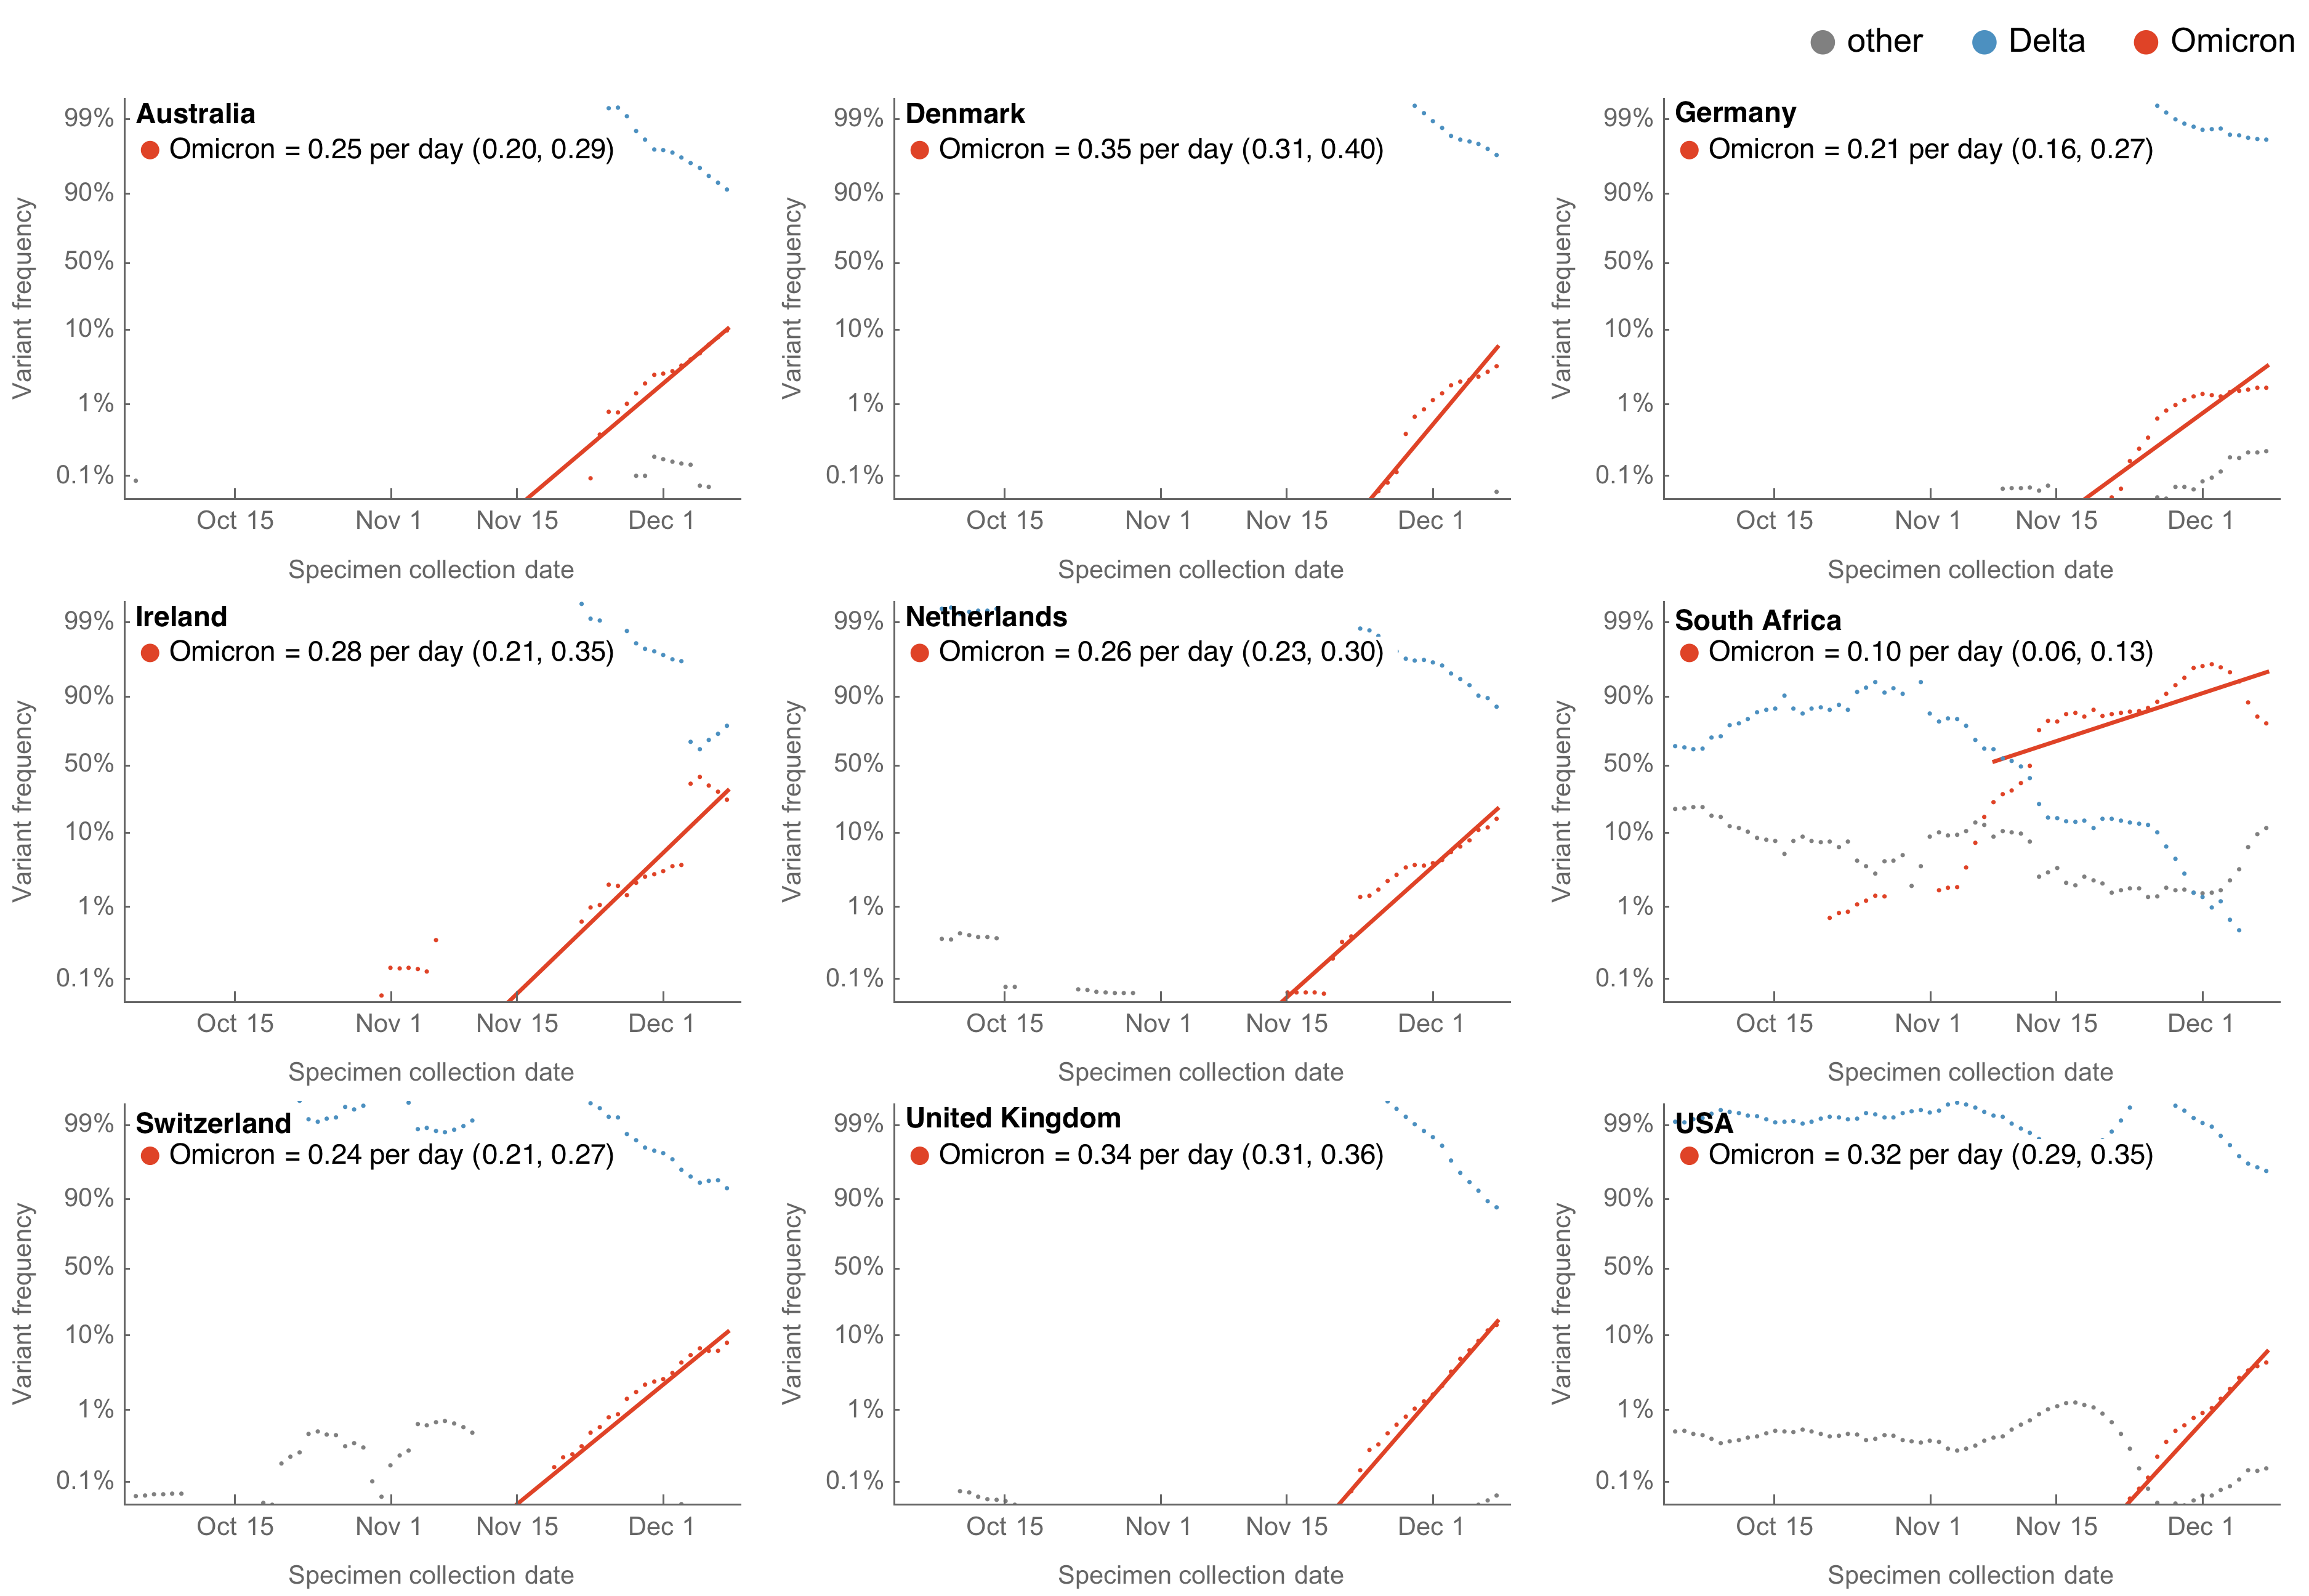 other Delta Omicron
Australia
Omicron = 0.25 per day (0.20, 0.29)
99%
90%
50%
10%
1%
0.1%
Variant frequency
Oct 15 Nov 1 Nov 15 Dec 1
Specimen collection date
Denmark
Omicron = 0.35 per day (0.31, 0.40)
99%
90%
50%
10%
1%
0.1%
Variant frequency
Oct 15 Nov 1 Nov 15 Dec 1
Specimen collection date
Germany
Omicron = 0.21 per day (0.16, 0.27)
99%
90%
50%
10%
1%
0.1%
Variant frequency
Oct 15 Nov 1 Nov 15 Dec 1
Specimen collection date
Ireland
Omicron = 0.28 per day (0.21, 0.35)
99%
90%
50%
10%
1%
0.1%
Variant frequency
Oct 15 Nov 1 Nov 15 Dec 1
Specimen collection date
Netherlands
Omicron = 0.26 per day (0.23, 0.30)
99%
90%
50%
10%
1%
0.1%
Variant frequency
Oct 15 Nov 1 Nov 15 Dec 1
Specimen collection date
South Africa
Omicron = 0.10 per day (0.06, 0.13)
99%
90%
50%
10%
1%
0.1%
Variant frequency
Oct 15 Nov 1 Nov 15 Dec 1
Specimen collection date
Switzerland
Omicron = 0.24 per day (0.21, 0.27)
99%
90%
50%
10%
1%
0.1%
Variant frequency
Oct 15 Nov 1 Nov 15 Dec 1
Specimen collection date
United Kingdom
Omicron = 0.34 per day (0.31, 0.36)
99%
90%
50%
10%
1%
0.1%
Variant frequency
Oct 15 Nov 1 Nov 15 Dec 1
Specimen collection date
USA
Omicron = 0.32 per day (0.29, 0.35)
99%
90%
50%
10%
1%
0.1%
Variant frequency
Oct 15 Nov 1 Nov 15 Dec 1
Specimen collection date